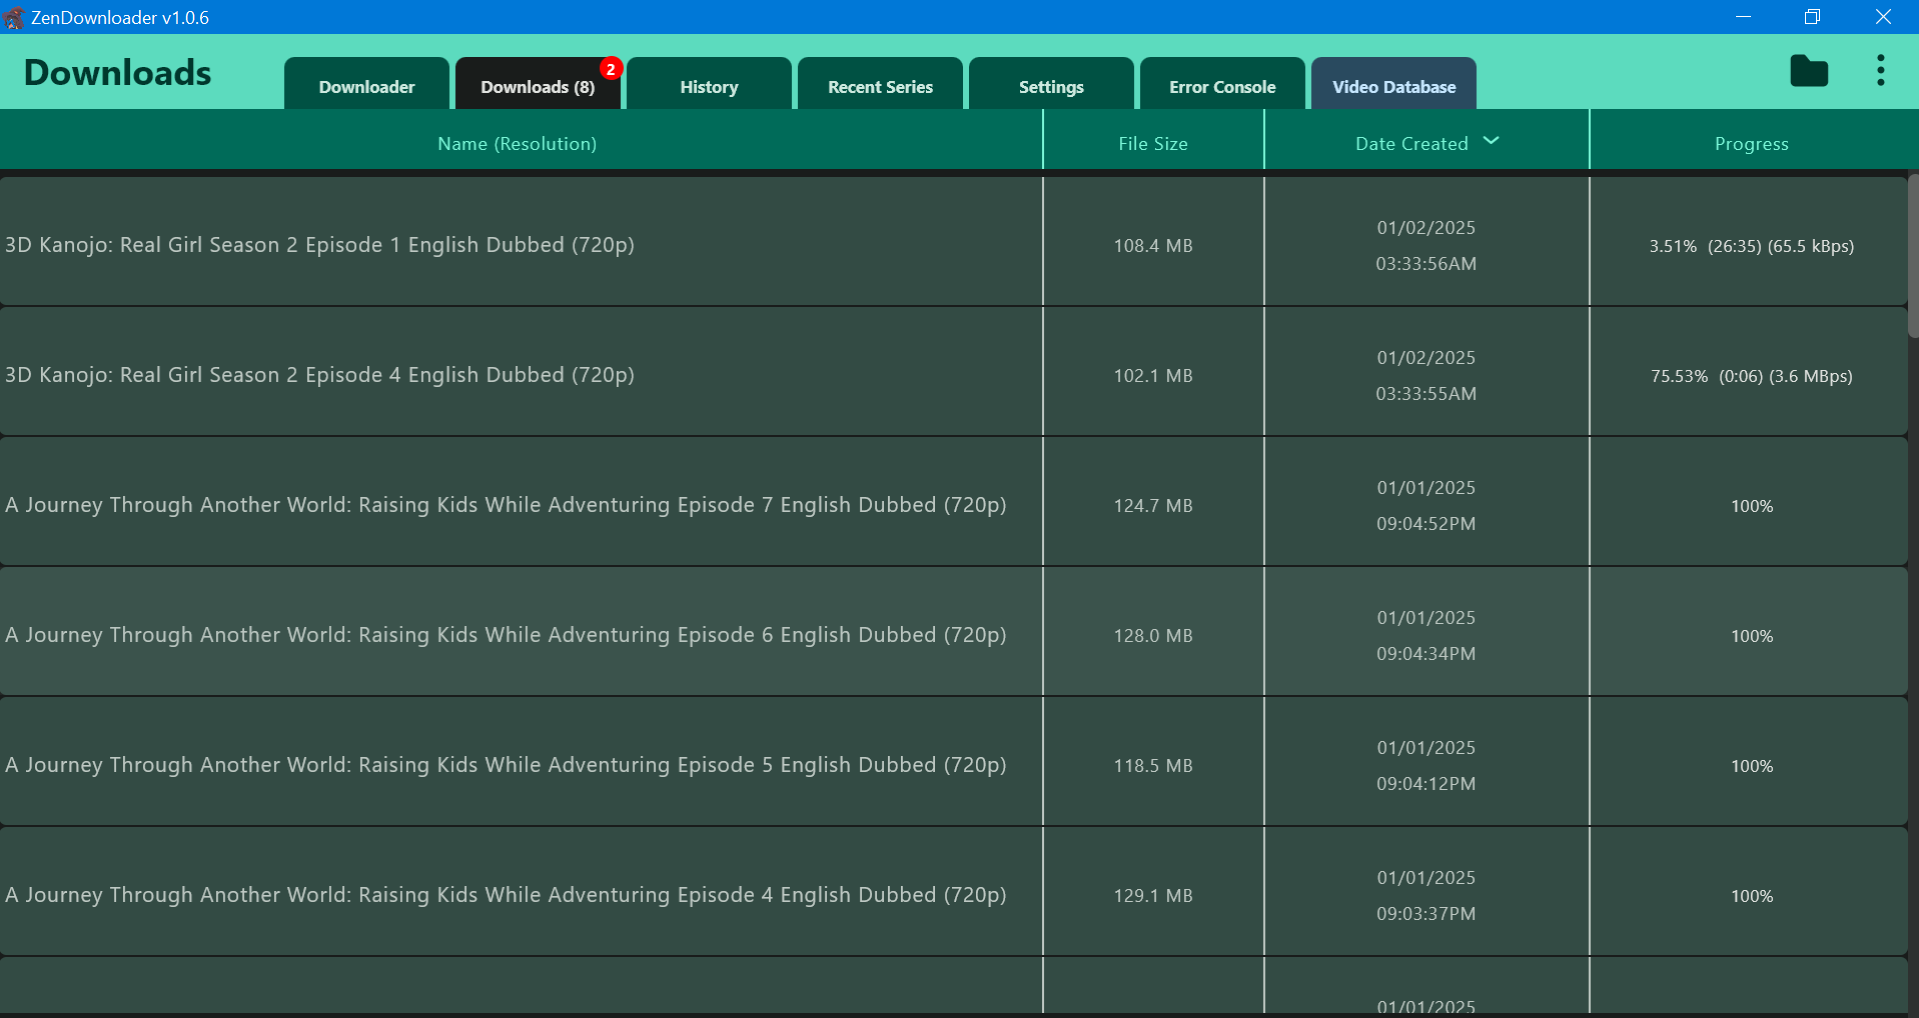 ZenDownloader v1.0.6
Downloads
Downloader
Downloads (8)
2
History
Recent Series
Settings
Error Console
Video Database
Name (Resolution)
File Size
Date Created
Progress
3D Kanojo: Real Girl Season 2 Episode 1 English Dubbed (720p)
108.4 MB
01/02/2025
03:33:56AM
3.51%  (26:35) (65.5 kBps)
3D Kanojo: Real Girl Season 2 Episode 4 English Dubbed (720p)
102.1 MB
01/02/2025
03:33:55AM
75.53%  (0:06) (3.6 MBps)
A Journey Through Another World: Raising Kids While Adventuring Episode 7 English Dubbed (720p)
124.7 MB
01/01/2025
09:04:52PM
100%
A Journey Through Another World: Raising Kids While Adventuring Episode 6 English Dubbed (720p)
128.0 MB
01/01/2025
09:04:34PM
100%
A Journey Through Another World: Raising Kids While Adventuring Episode 5 English Dubbed (720p)
118.5 MB
01/01/2025
09:04:12PM
100%
A Journey Through Another World: Raising Kids While Adventuring Episode 4 English Dubbed (720p)
129.1 MB
01/01/2025
09:03:37PM
100%
01/01/2025